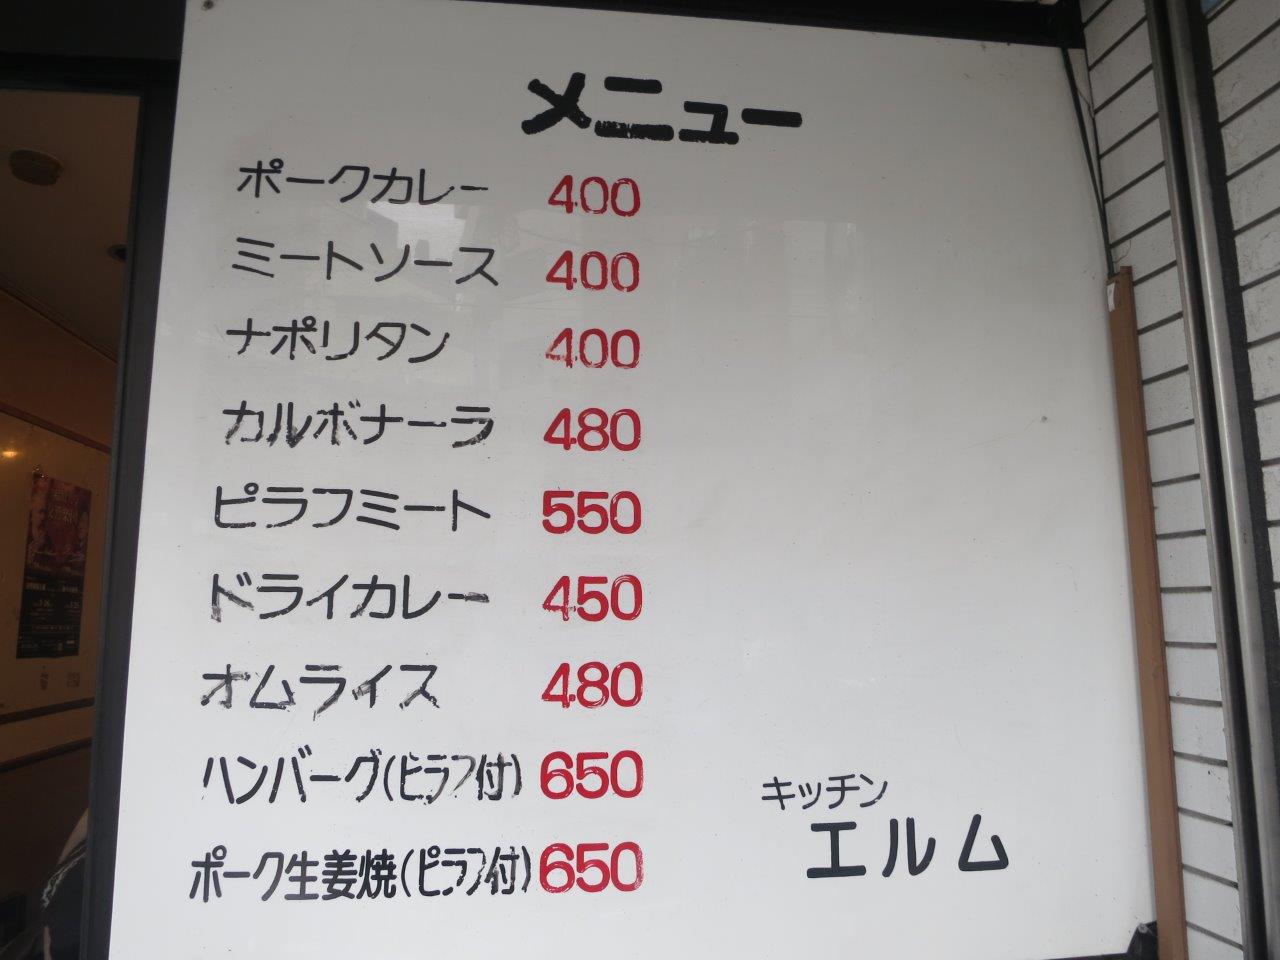 メニュー
ポークカレー 400
ミートソース 400
ナポリタン 400
カルボナーラ 480
ピラフミート 550
ドライカレー 450
オムライス 480
ハンバーグ(ピラフ付) 650
ポーク生姜焼(ピラフ付) 650
キッチン
エルム